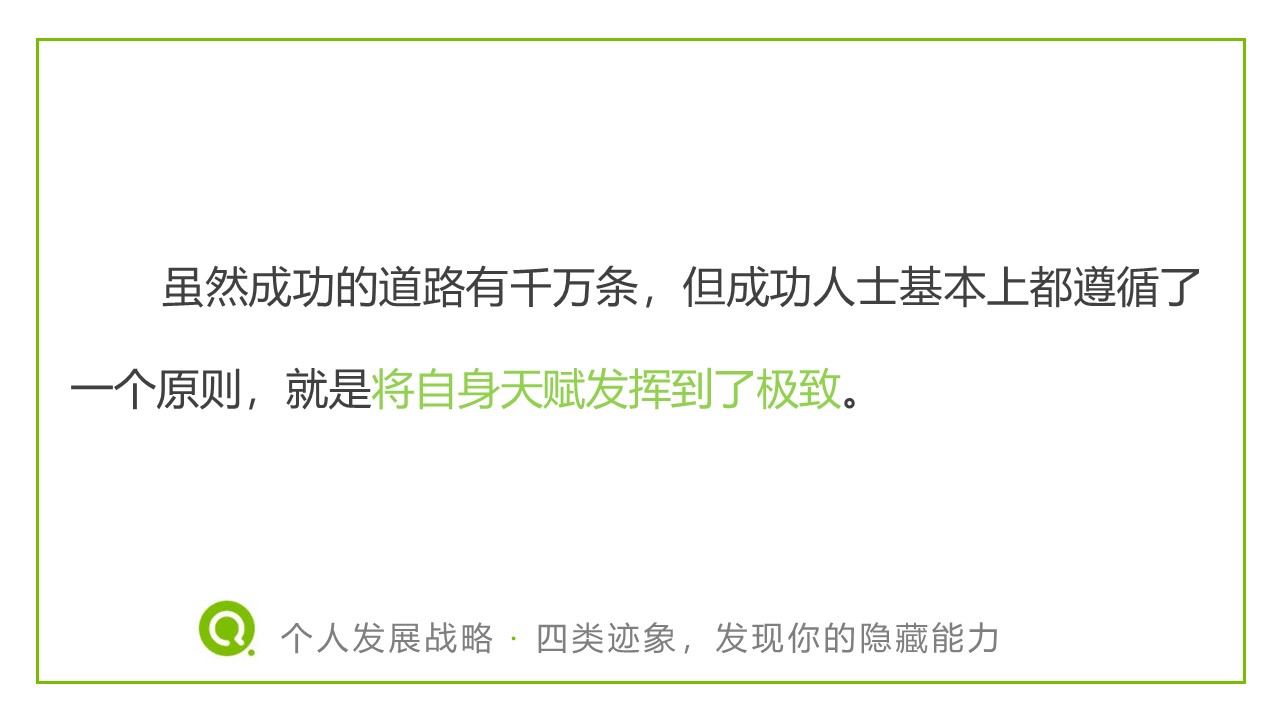 虽然成功的道路有千万条，但成功人士基本上都遵循了
一个原则，就是将自身天赋发挥到了极致。
个人发展战略 · 四类迹象，发现你的隐藏能力